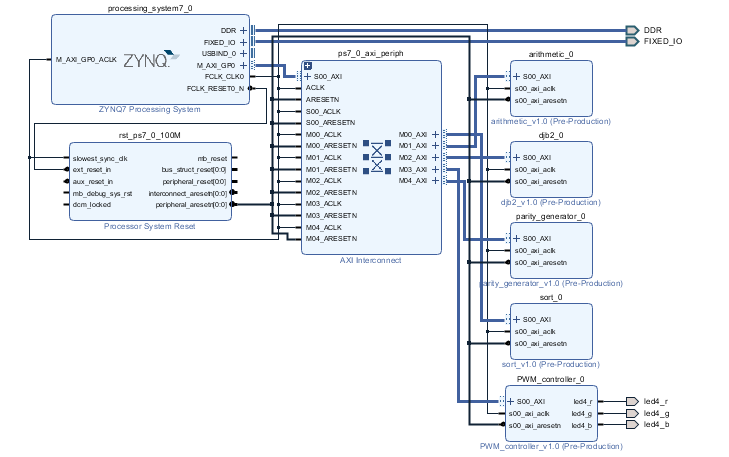 processing_system7_0
DDR
FIXED_IO
USBIND_0
M_AXI_GP0
FCLK_CLK0
FCLK_RESET0_N
M_AXI_GP0_ACLK
ZYNQ
ZYNQ7 Processing System
rst_ps7_0_100M
slowest_sync_clk
ext_reset_in
aux_reset_in
mb_debug_sys_rst
dcm_locked
mb_reset
bus_struct_reset[0:0]
peripheral_reset[0:0]
interconnect_aresetn[0:0]
peripheral_aresetn[0:0]
Processor System Reset
ps7_0_axi_periph
S00_AXI
ACLK
ARESETN
S00_ACLK
S00_ARESETN
M00_ACLK
M00_ARESETN
M01_ACLK
M01_ARESETN
M02_ACLK
M02_ARESETN
M03_ACLK
M03_ARESETN
M04_ACLK
M04_ARESETN
M00_AXI
M01_AXI
M02_AXI
M03_AXI
M04_AXI
AXI Interconnect
DDR
FIXED_IO
arithmetic_0
S00_AXI
s00_axi_aclk
s00_axi_aresetn
arithmetic_v1.0 (Pre-Production)
djb2_0
S00_AXI
s00_axi_aclk
s00_axi_aresetn
djb2_v1.0 (Pre-Production)
parity_generator_0
S00_AXI
s00_axi_aclk
s00_axi_aresetn
parity_generator_v1.0 (Pre-Production)
sort_0
S00_AXI
s00_axi_aclk
s00_axi_aresetn
sort_v1.0 (Pre-Production)
PWM_controller_0
S00_AXI
s00_axi_aclk
s00_axi_aresetn
led4_r
led4_g
led4_b
PWM_controller_v1.0 (Pre-Production)
led4_r
led4_g
led4_b